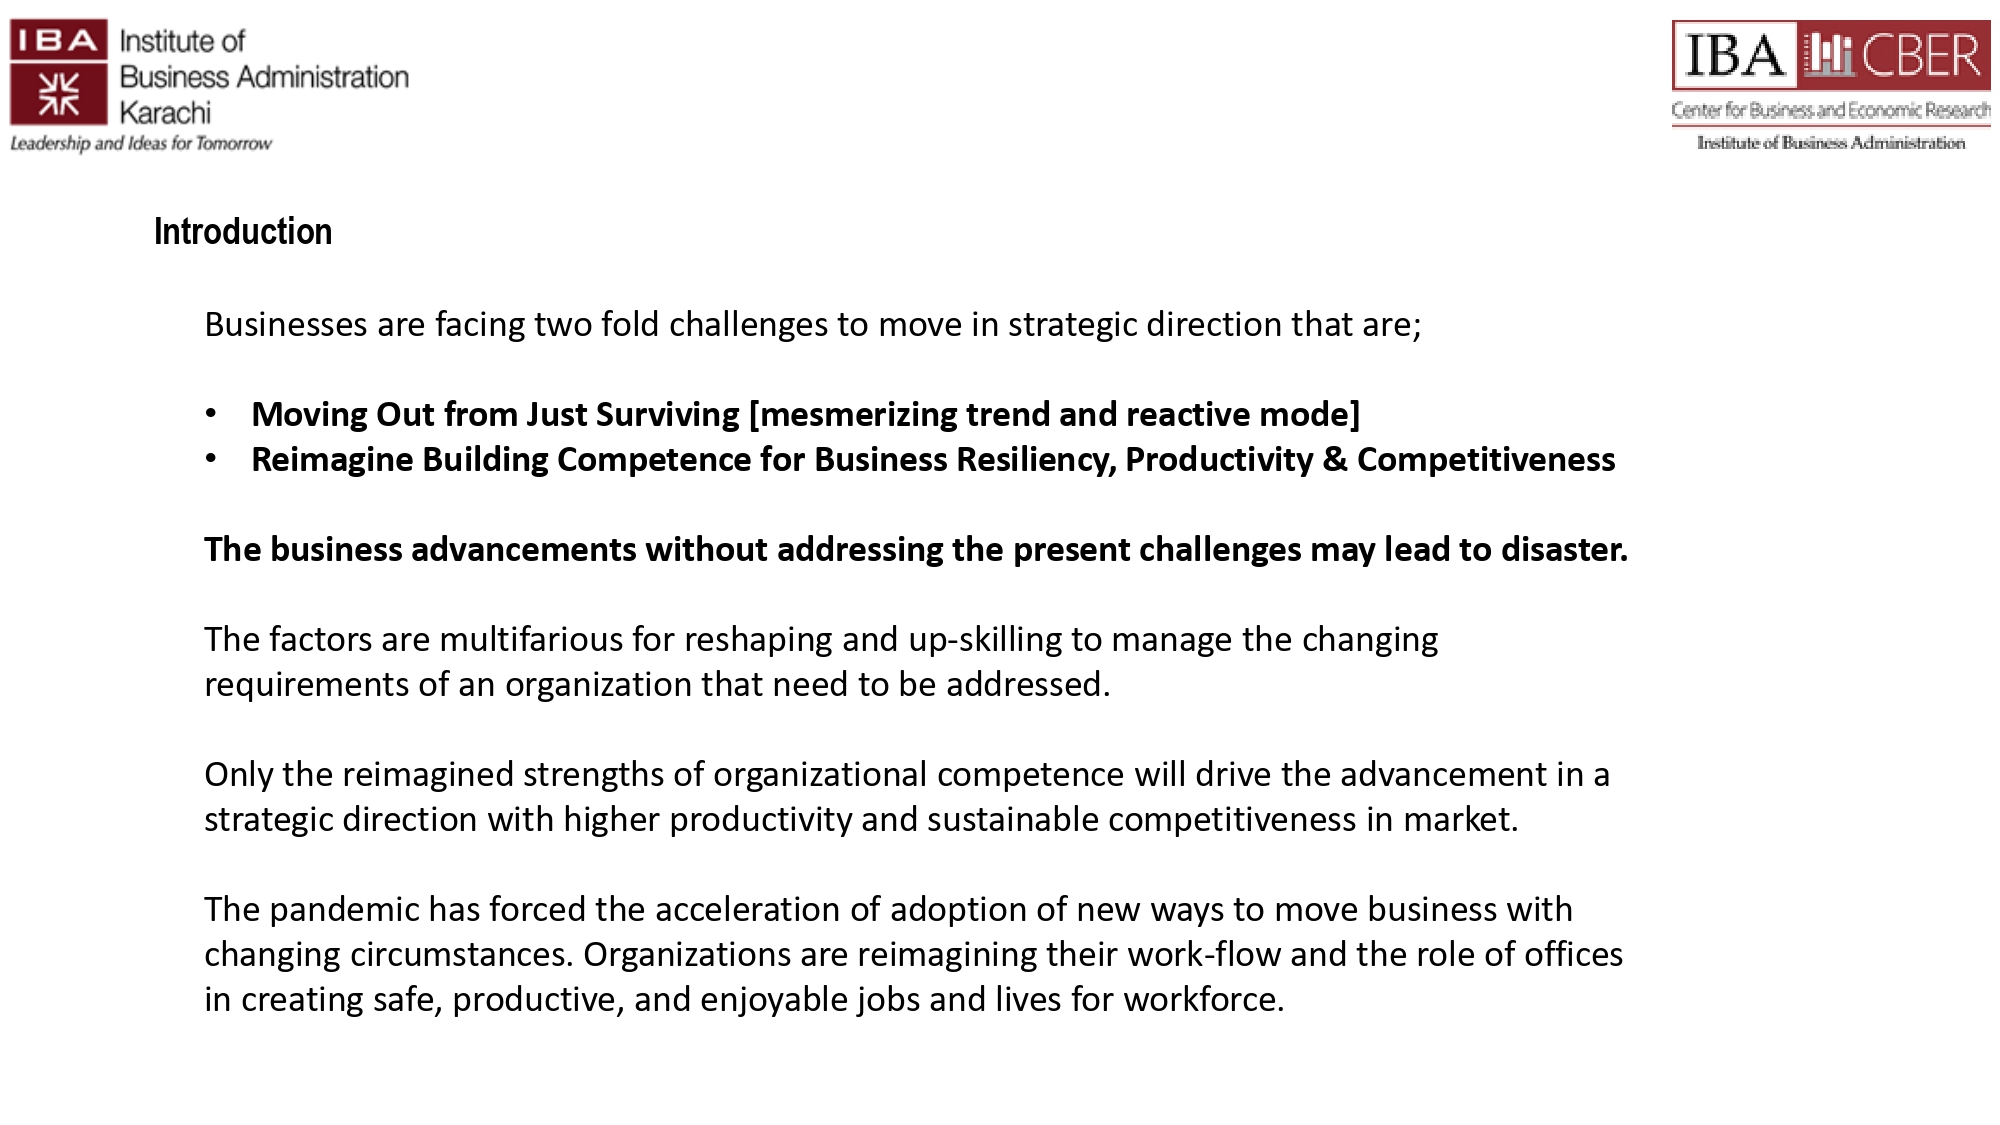 IBA
Institute of
Business Administration
Karachi
Leadership and Ideas for Tomorrow
IBA CBER
Center for Business and Economic Research
Institute of Business Administration
Introduction
Businesses are facing two fold challenges to move in strategic direction that are;
• Moving Out from Just Surviving [mesmerizing trend and reactive mode]
• Reimagine Building Competence for Business Resiliency, Productivity & Competitiveness
The business advancements without addressing the present challenges may lead to disaster.
The factors are multifarious for reshaping and up-skilling to manage the changing
requirements of an organization that need to be addressed.
Only the reimagined strengths of organizational competence will drive the advancement in a
strategic direction with higher productivity and sustainable competitiveness in market.
The pandemic has forced the acceleration of adoption of new ways to move business with
changing circumstances. Organizations are reimagining their work-flow and the role of offices
in creating safe, productive, and enjoyable jobs and lives for workforce.